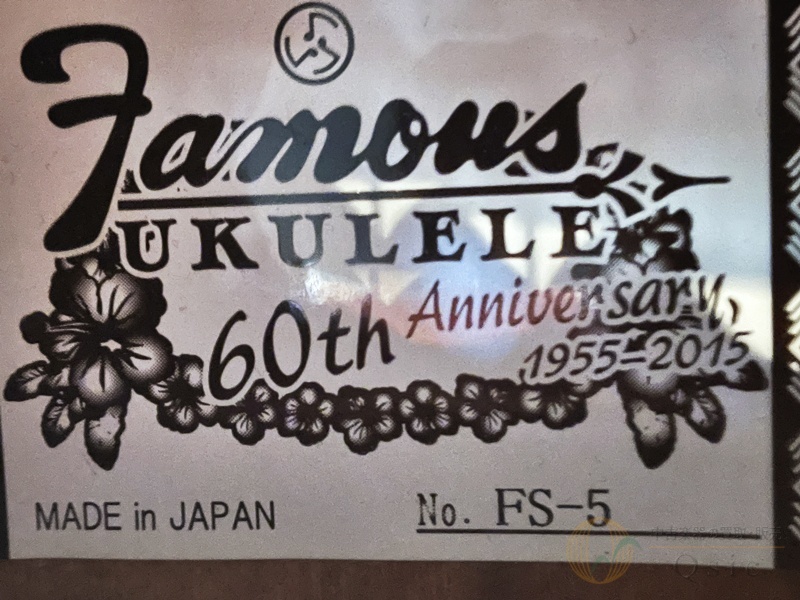 Famous
UKULELE
60th Anniversary,
1955-2015
MADE in JAPAN
No. FS-5